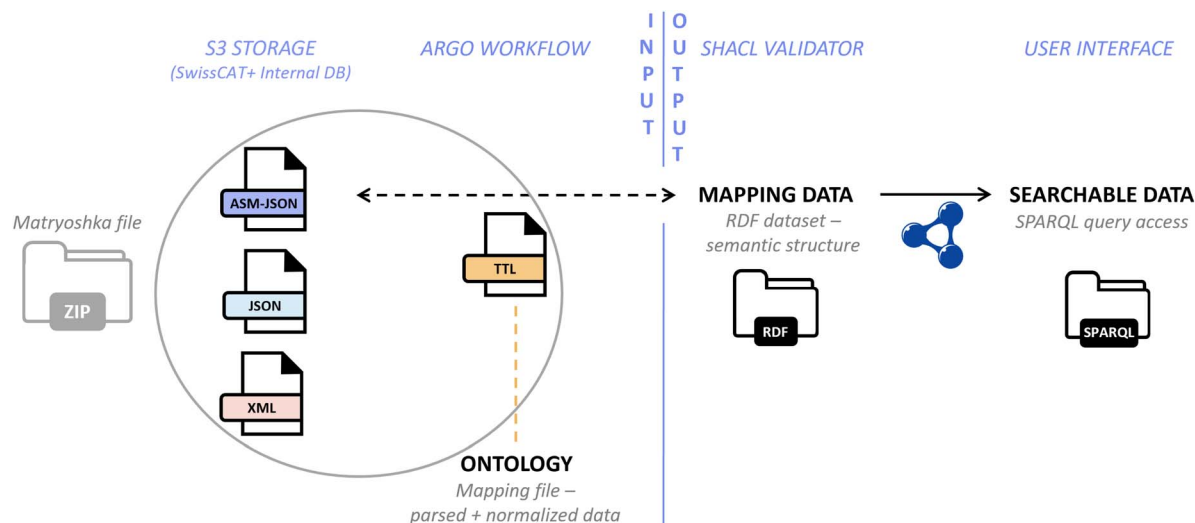 S3 STORAGE
(SwissCAT+ Internal DB)
ARGO WORKFLOW
INPUT
OUTPUT
SHACL VALIDATOR
USER INTERFACE
Matryoshka file
ZIP
ASM-JSON
JSON
XML
TTL
ONTOLOGY
Mapping file –
parsed + normalized data
MAPPING DATA
RDF dataset –
semantic structure
RDF
SEARCHABLE DATA
SPARQL query access
SPARQL